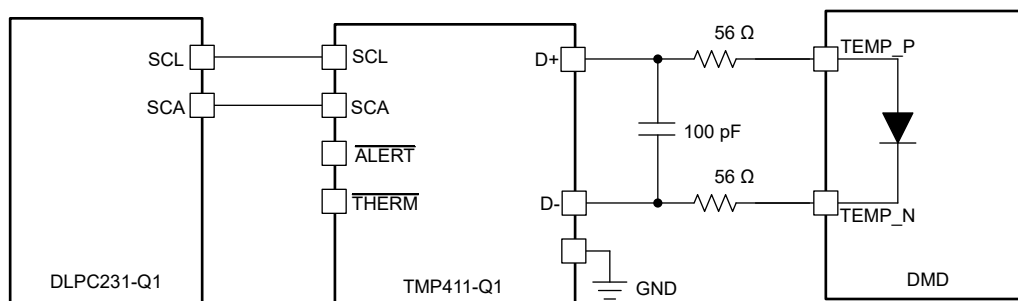 SCL
SCA
DLPC231-Q1
SCL
SCA
ALERT
THERM
D+
D-
TMP411-Q1
GND
56 Ω
100 pF
56 Ω
TEMP_P
TEMP_N
DMD